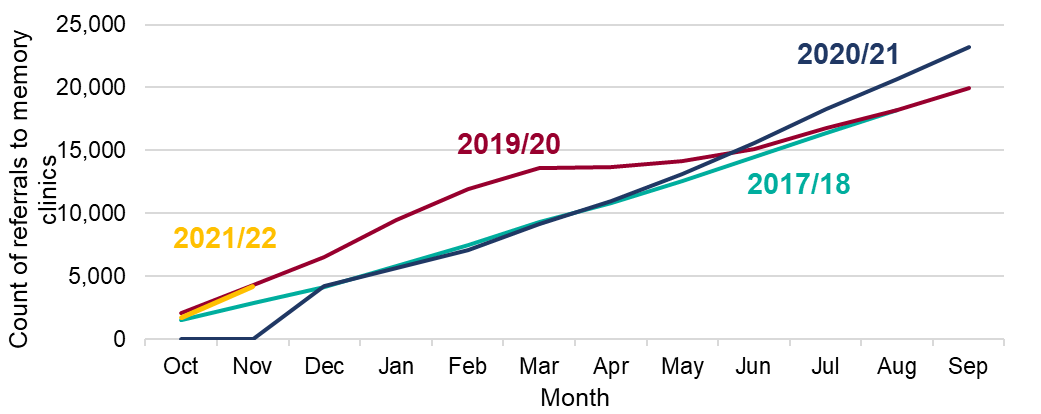 Count of referrals to memory
clinics
25,000
20,000
15,000
10,000
5,000
0
2020/21
2019/20
2017/18
2021/22
Oct Nov Dec Jan Feb Mar Apr May Jun Jul Aug Sep
Month